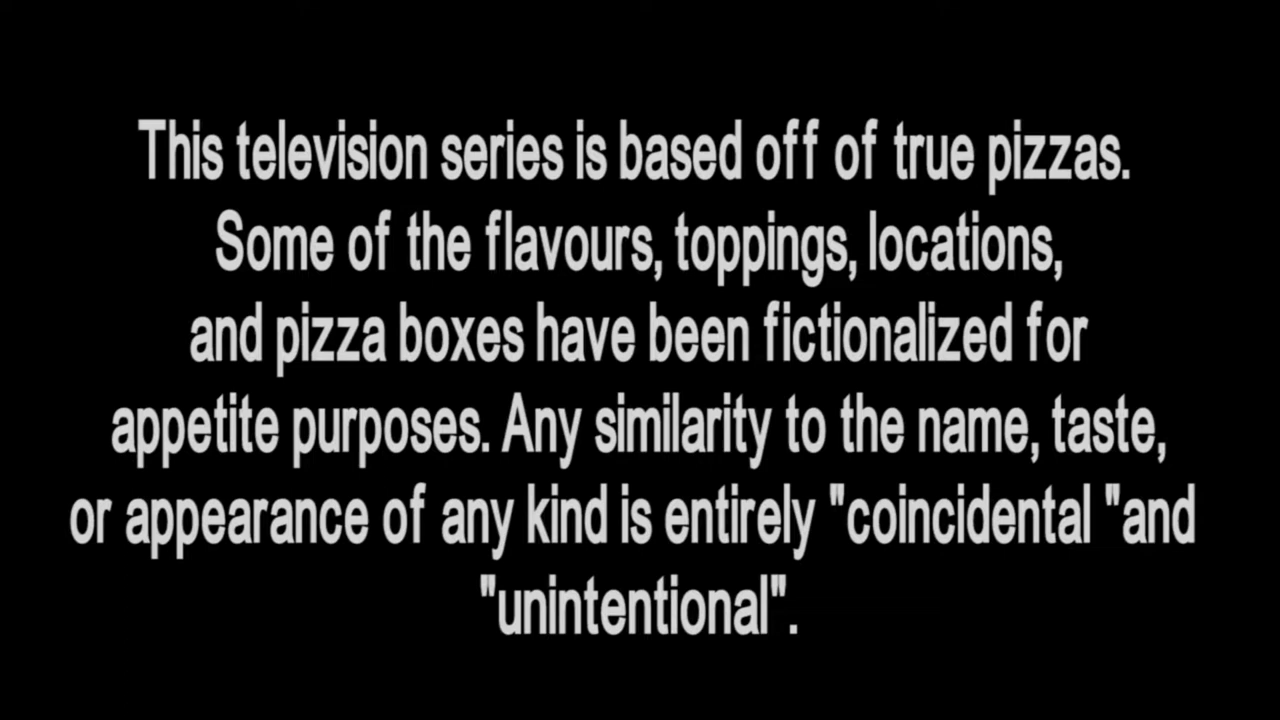 This television series is based off of true pizzas.
Some of the flavours, toppings, locations,
and pizza boxes have been fictionalized for
appetite purposes. Any similarity to the name, taste,
or appearance of any kind is entirely "coincidental "and
"unintentional".